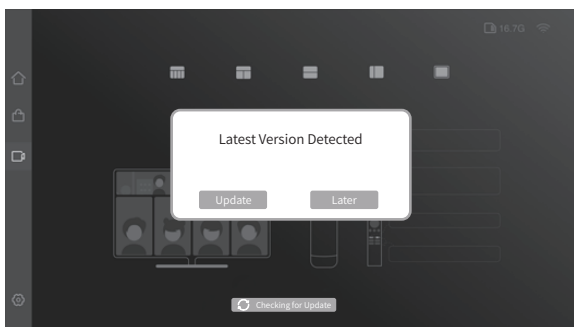 16.7G
Latest Version Detected
Update
Later
Checking for Update